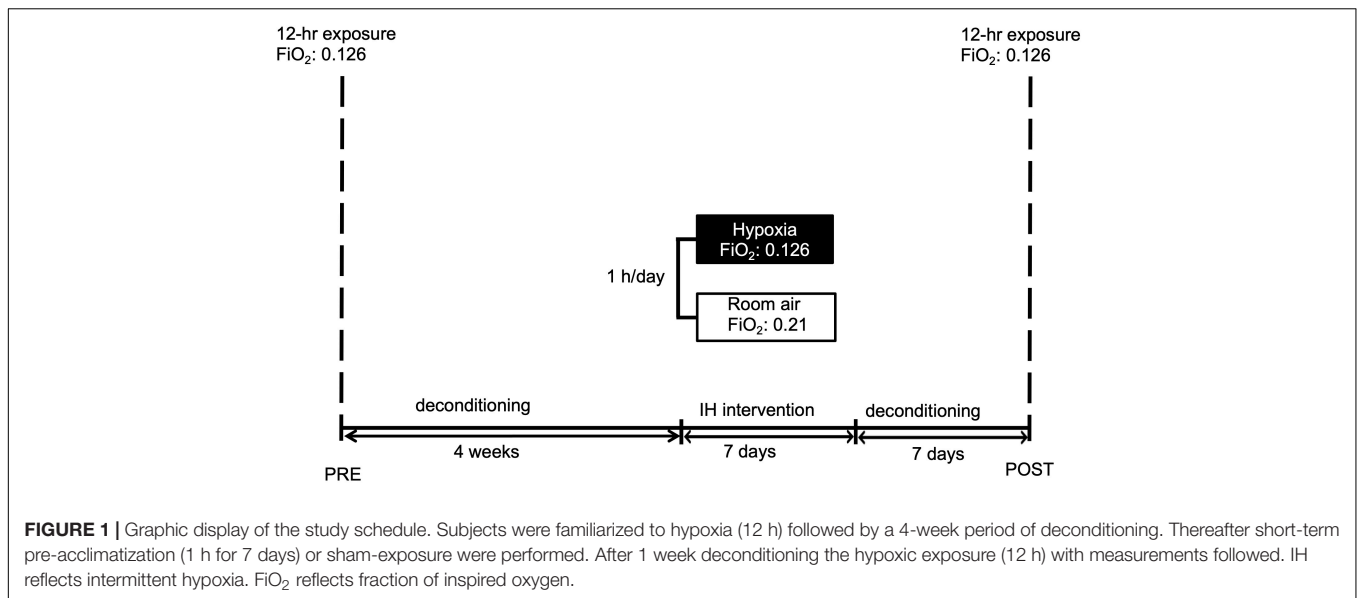 12-hr exposure
FiO₂: 0.126
12-hr exposure
FiO₂: 0.126
Hypoxia
FiO₂: 0.126
1 h/day
Room air
FiO₂: 0.21
deconditioning
IH intervention
deconditioning
4 weeks
7 days
7 days
PRE
POST
FIGURE 1 | Graphic display of the study schedule. Subjects were familiarized to hypoxia (12 h) followed by a 4-week period of deconditioning. Thereafter short-term
pre-acclimatization (1 h for 7 days) or sham-exposure were performed. After 1 week deconditioning the hypoxic exposure (12 h) with measurements followed. IH
reflects intermittent hypoxia. FiO₂ reflects fraction of inspired oxygen.